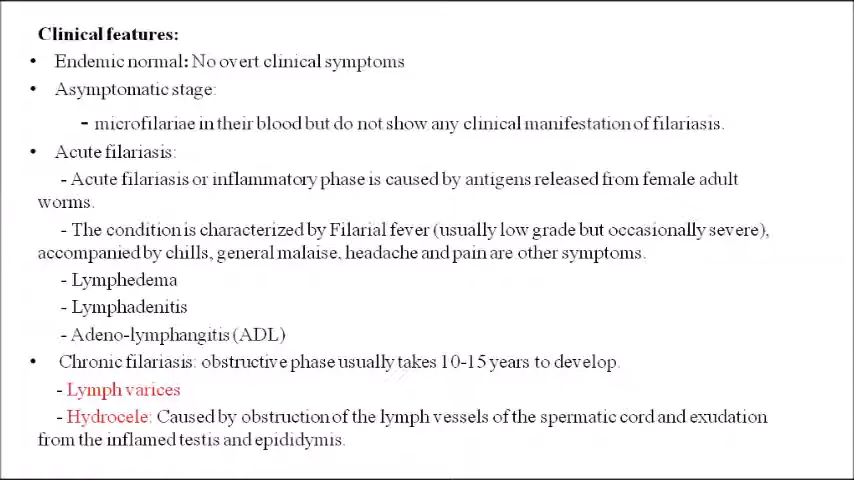 Clinical features:
• Endemic normal: No overt clinical symptoms
• Asymptomatic stage:
- microfilariae in their blood but do not show any clinical manifestation of filariasis.
• Acute filariasis:
- Acute filariasis or inflammatory phase is caused by antigens released from female adult
worms.
- The condition is characterized by Filarial fever (usually low grade but occasionally severe),
accompanied by chills, general malaise, headache and pain are other symptoms.
- Lymphedema
- Lymphadenitis
- Adeno-lymphangitis (ADL)
• Chronic filariasis: obstructive phase usually takes 10-15 years to develop.
- Lymph varices
- Hydrocele: Caused by obstruction of the lymph vessels of the spermatic cord and exudation
from the inflamed testis and epididymis.